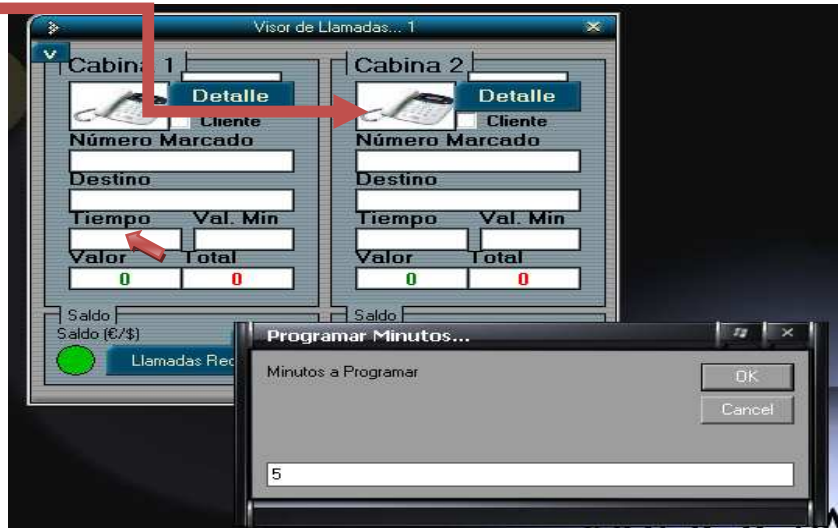 Visor de Llamadas... 1
v
Cabina 1
Cabina 2
Detalle
Detalle
Cliente
Cliente
Número Marcado
Número Marcado
Destino
Destino
Tiempo Val. Min
Tiempo Val. Min
Valor Total
Valor Total
0 0
0 0
Saldo
Saldo
Saldo (€/$)
Llamadas Rec
Programar Minutos...
Minutos a Programar
OK
Cancel
5